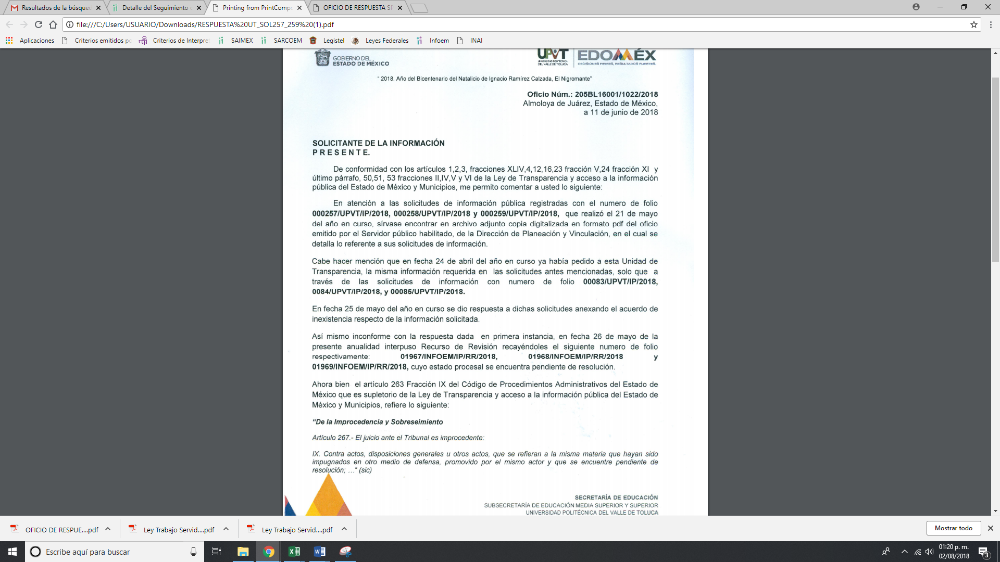 Resultados de la búsque
Detalle del Seguimiento d
Printing from PrintCompo
OFICIO DE RESPUESTA SF
file:///C:/Users/USUARIO/Downloads/RESPUESTA%20UT_SOL257_259%20(1).pdf
Aplicaciones
Criterios emitidos po
Criterios de Interpret
SAIMEX
SARCOEM
Legistel
Leyes Federales
Infoem
INAI
GOBIERNO DEL
ESTADO DE MÉXICO
UPVT
UNIVERSIDAD POLITÉCNICA
DEL VALLE DE TOLUCA
EDOMÉX
DECISIONES FIRMES, RESULTADOS FUERTES.
“ 2018. Año del Bicentenario del Natalicio de Ignacio Ramírez Calzada, El Nigromante”
Oficio Núm.: 205BL16001/1022/2018
Almoloya de Juárez, Estado de México,
a 11 de junio de 2018
SOLICITANTE DE LA INFORMACIÓN
P R E S E N T E.
De conformidad con los artículos 1,2,3, fracciones XLIV,4,12,16,23 fracción V,24 fracción XI y
último párrafo, 50,51, 53 fracciones II,IV,V y VI de la Ley de Transparencia y acceso a la información
pública del Estado de México y Municipios, me permito comentar a usted lo siguiente:
En atención a las solicitudes de información pública registradas con el numero de folio
000257/UPVT/IP/2018, 000258/UPVT/IP/2018 y 000259/UPVT/IP/2018, que realizó el 21 de mayo
del año en curso, sírvase encontrar en archivo adjunto copia digitalizada en formato pdf del oficio
emitido por el Servidor público habilitado, de la Dirección de Planeación y Vinculación, en el cual se
detalla lo referente a sus solicitudes de información.
Cabe hacer mención que en fecha 24 de abril del año en curso ya había pedido a esta Unidad de
Transparencia, la misma información requerida en las solicitudes antes mencionadas, solo que a
través de las solicitudes de información con numero de folio 00083/UPVT/IP/2018,
0084/UPVT/IP/2018, y 00085/UPVT/IP/2018.
En fecha 25 de mayo del año en curso se dio respuesta a dichas solicitudes anexando el acuerdo de
inexistencia respecto de la información solicitada.
Así mismo inconforme con la respuesta dada en primera instancia, en fecha 26 de mayo de la
presente anualidad interpuso Recurso de Revisión recayéndoles el siguiente numero de folio
respectivamente: 01967/INFOEM/IP/RR/2018, 01968/INFOEM/IP/RR/2018 y
01969/INFOEM/IP/RR/2018, cuyo estado procesal se encuentra pendiente de resolución.
Ahora bien el artículo 263 Fracción IX del Código de Procedimientos Administrativos del Estado de
México que es supletorio de la Ley de Transparencia y acceso a la información pública del Estado de
México y Municipios, refiere lo siguiente:
“De la Improcedencia y Sobreseimiento
Artículo 267.- El juicio ante el Tribunal es improcedente:
IX. Contra actos, disposiciones generales u otros actos, que se refieran a la misma materia que hayan sido
impugnados en otro medio de defensa, promovido por el mismo actor y que se encuentre pendiente de
resolución; …“ (sic)
SECRETARÍA DE EDUCACIÓN
SUBSECRETARÍA DE EDUCACIÓN MEDIA SUPERIOR Y SUPERIOR
UNIVERSIDAD POLITÉCNICA DEL VALLE DE TOLUCA
OFICIO DE RESPUE....pdf
Ley Trabajo Servid....pdf
Ley Trabajo Servid....pdf
Mostrar todo
Escribe aquí para buscar
01:20 p. m.
02/08/2018
3